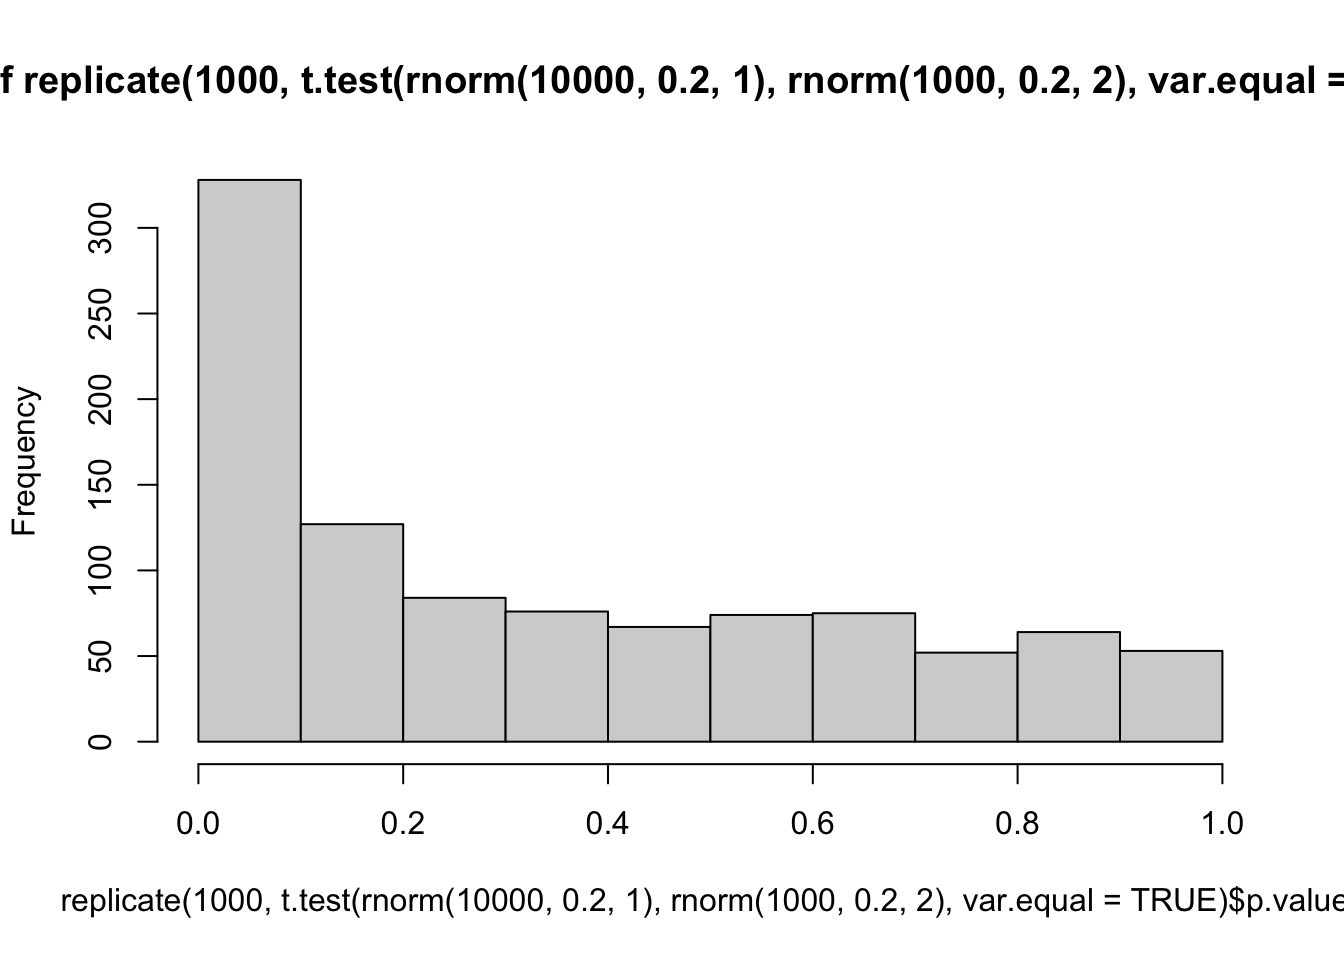 f replicate(1000, t.test(rnorm(10000, 0.2, 1), rnorm(1000, 0.2, 2), var.equal =
Frequency
300
250
200
150
100
50
0
0.0 0.2 0.4 0.6 0.8 1.0
replicate(1000, t.test(rnorm(10000, 0.2, 1), rnorm(1000, 0.2, 2), var.equal = TRUE)$p.value